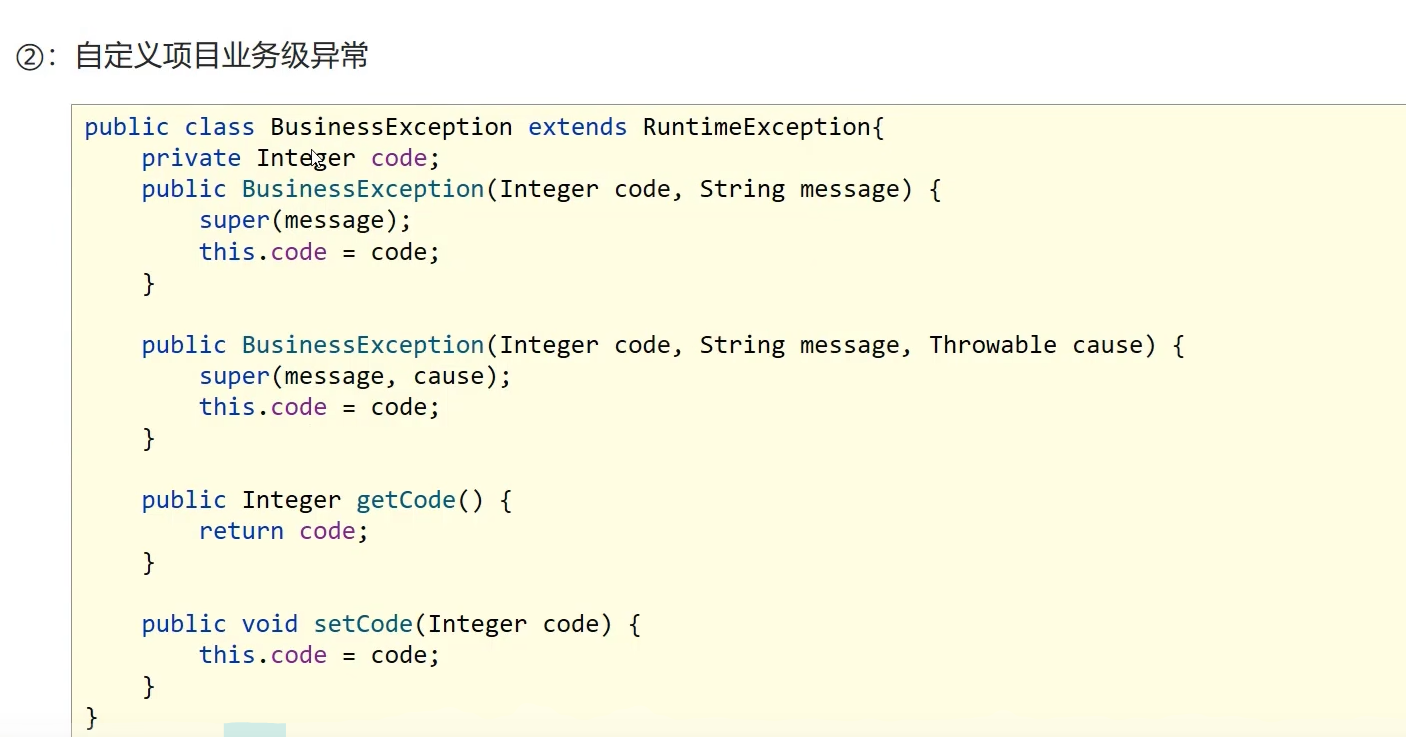 ②：自定义项目业务级异常
public class BusinessException extends RuntimeException{
    private Integer code;
    public BusinessException(Integer code, String message) {
        super(message);
        this.code = code;
    }
    public BusinessException(Integer code, String message, Throwable cause) {
        super(message, cause);
        this.code = code;
    }
    public Integer getCode() {
        return code;
    }
    public void setCode(Integer code) {
        this.code = code;
    }
}